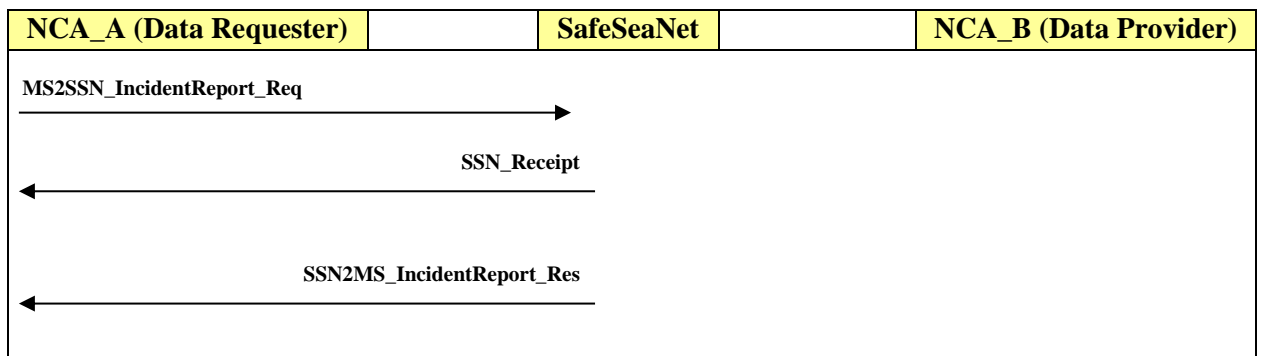 NCA_A (Data Requester) SafeSeaNet NCA_B (Data Provider)
MS2SSN_IncidentReport_Req
SSN_Receipt
SSN2MS_IncidentReport_Res